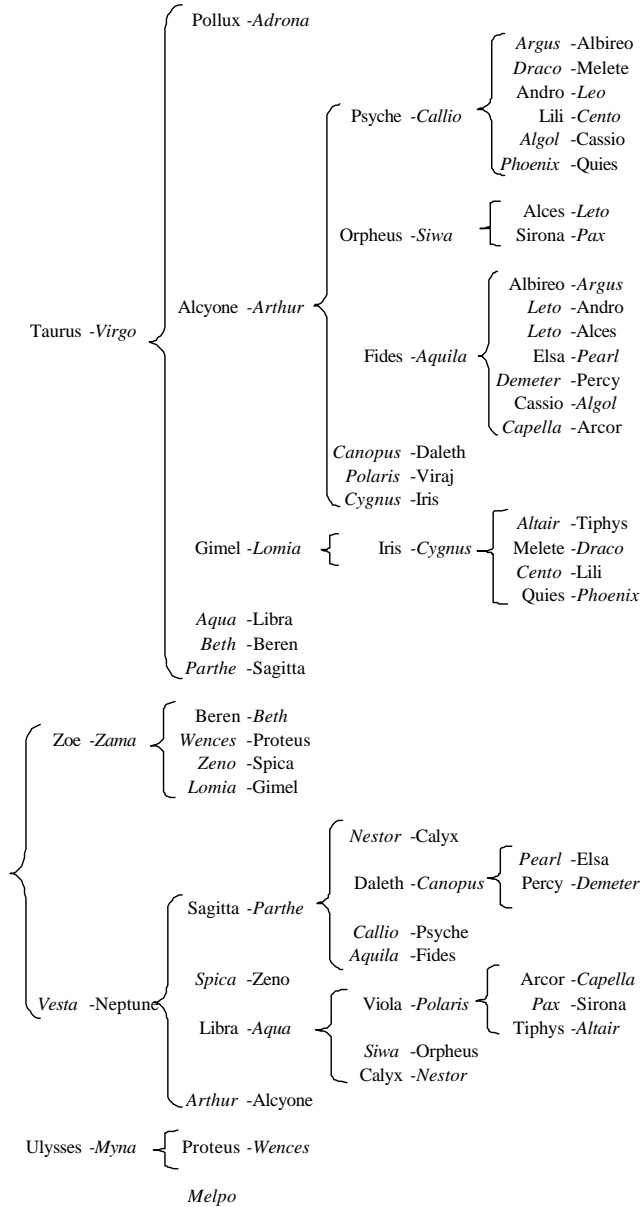 Pollux -Adrona
Argus -Albireo
Draco -Melete
Andro -Leo
Psyche -Callio
Lili -Cento
Algol -Cassio
Phoenix -Quies
Alces -Leto
Orpheus -Siwa
Sirona -Pax
Albireo -Argus
Alcyone -Arthur
Leto -Andro
Taurus -Virgo
Leto -Alces
Fides -Aquila
Elsa -Pearl
Demeter -Percy
Cassio -Algol
Capella -Arcor
Canopus -Daleth
Polaris -Viraj
Cygnus -Iris
Altair -Tiphys
Gimel -Lomia
Iris -Cygnus
Melete -Draco
Cento -Lili
Quies -Phoenix
Aqua -Libra
Beth -Beren
Parthe -Sagitta
Beren -Beth
Zoe -Zama
Wences -Proteus
Zeno -Spica
Lomia -Gimel
Nestor -Calyx
Pearl -Elsa
Daleth -Canopus
Percy -Demeter
Sagitta -Parthe
Callio -Psyche
Aquila -Fides
Spica -Zeno
Arcor -Capella
Vesta -Neptune
Viola -Polaris
Pax -Sirona
Libra -Aqua
Tiphys -Altair
Siwa -Orpheus
Calyx -Nestor
Arthur -Alcyone
Ulysses -Myna
Proteus -Wences
Melpo